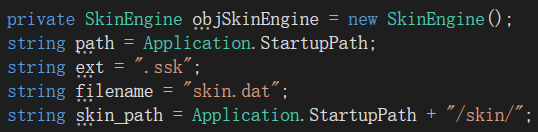 private SkinEngine objSkinEngine = new SkinEngine();
string path = Application.StartupPath;
string ext = ".ssk";
string filename = "skin.dat";
string skin_path = Application.StartupPath + "/skin/";